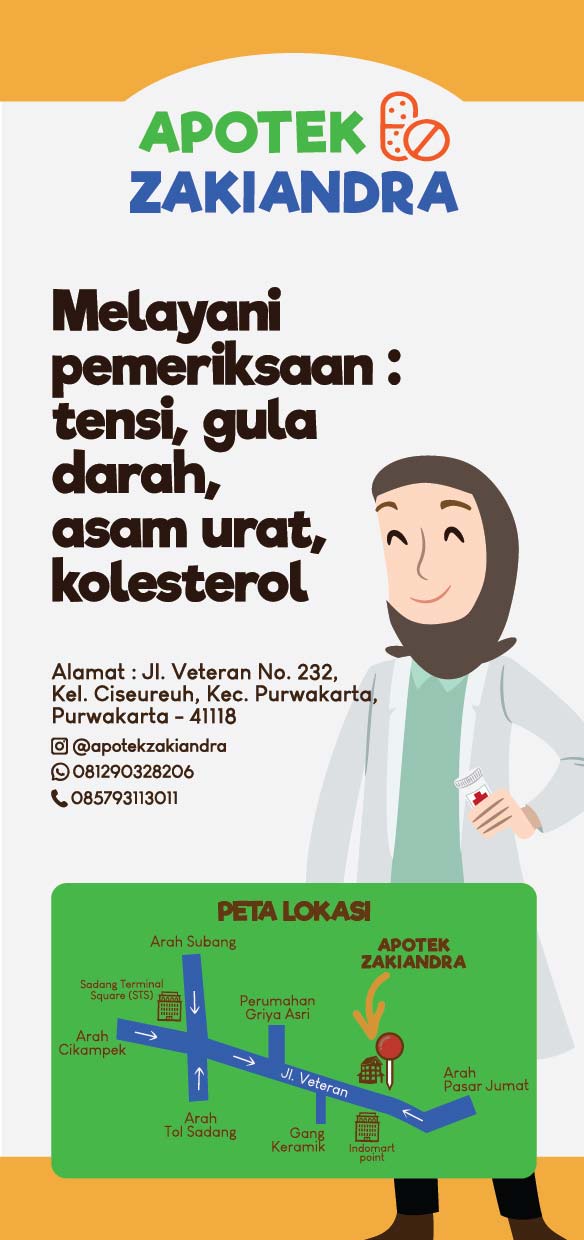 APOTEK
ZAKIANDRA
Melayani
pemeriksaan :
tensi, gula
darah,
asam urat,
kolesterol
Alamat : Jl. Veteran No. 232,
Kel. Ciseureuh, Kec. Purwakarta,
Purwakarta - 41118
@apotekzakiandra
081290328206
085793113011
PETA LOKASI
Arah Subang
APOTEK
ZAKIANDRA
Sadang Terminal
Square (STS)
Perumahan
Griya Asri
Arah
Cikampek
Jl. Veteran
Arah
Pasar Jumat
Arah
Tol Sadang
Gang
Keramik
Indomart
point